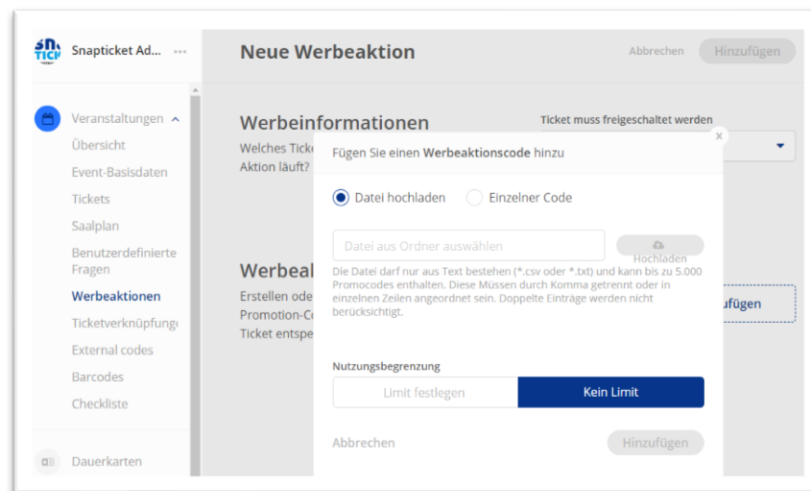 Snapticket Ad... ...
Neue Werbeaktion
Abbrechen
Hinzufügen
Veranstaltungen
Übersicht
Event-Basisdaten
Tickets
Saalplan
Benutzerdefinierte
Fragen
Werbeaktionen
Ticketverknüpfung
External codes
Barcodes
Checkliste
Dauerkarten
Werbeinformationen
Welches Ticke
Aktion läuft?
Ticket muss freigeschaltet werden
Werbeal
Erstellen ode
Promotion-Co
Ticket entspe
ufügen
Fügen Sie einen Werbeaktionscode hinzu
x
Datei hochladen
Einzelner Code
Datei aus Ordner auswählen
Hochladen
Die Datei darf nur aus Text bestehen (*.csv oder *.txt) und kann bis zu 5.000
Promocodes enthalten. Diese Müssen durch Komma getrennt oder in
einzelnen Zeilen angeordnet sein. Doppelte Einträge werden nicht
berücksichtigt.
Nutzungsbegrenzung
Limit festlegen
Kein Limit
Abbrechen
Hinzufügen